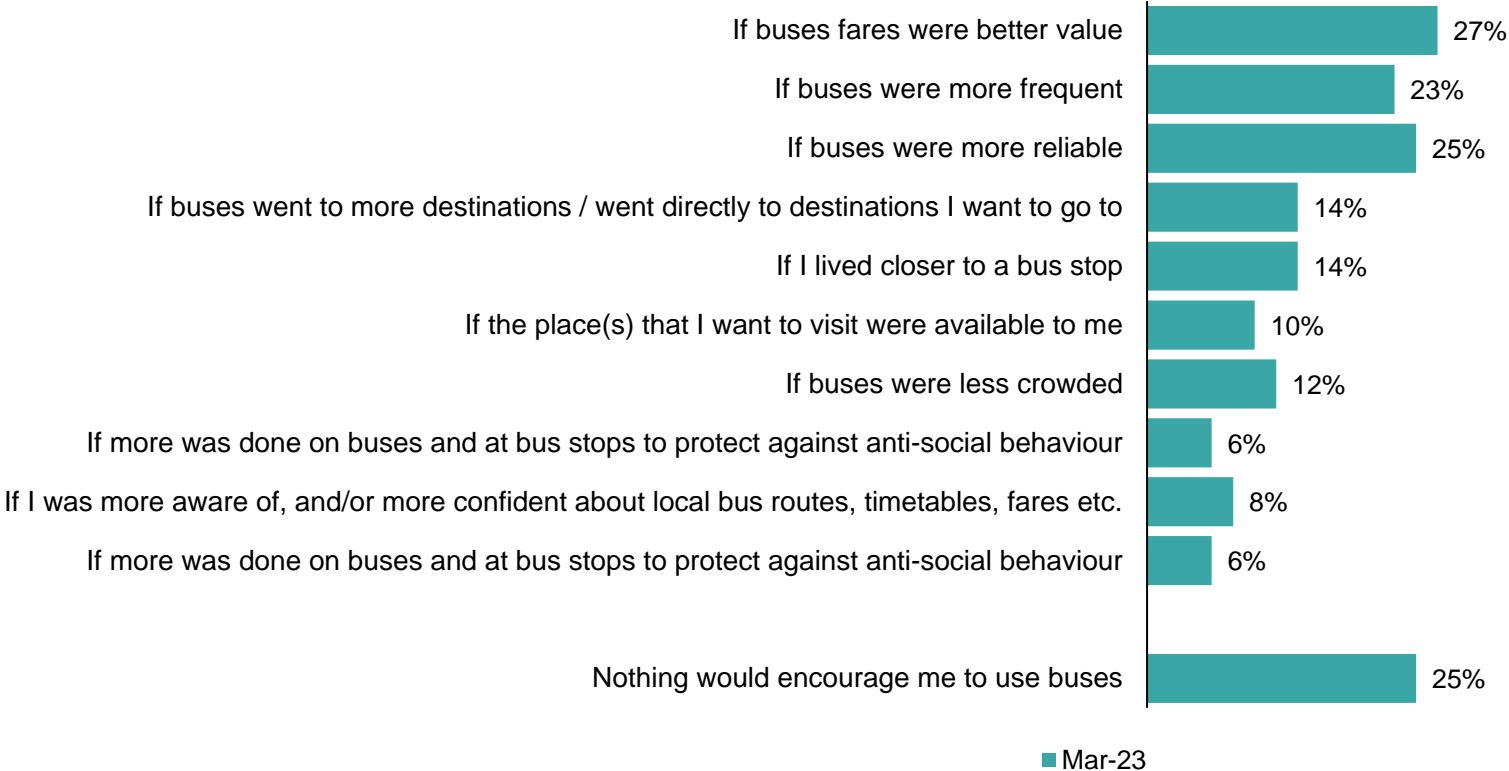 If buses fares were better value 27%
If buses were more frequent 23%
If buses were more reliable 25%
If buses went to more destinations / went directly to destinations I want to go to 14%
If I lived closer to a bus stop 14%
If the place(s) that I want to visit were available to me 10%
If buses were less crowded 12%
If more was done on buses and at bus stops to protect against anti-social behaviour 6%
If I was more aware of, and/or more confident about local bus routes, timetables, fares etc. 8%
If more was done on buses and at bus stops to protect against anti-social behaviour 6%
Nothing would encourage me to use buses 25%
Mar-23